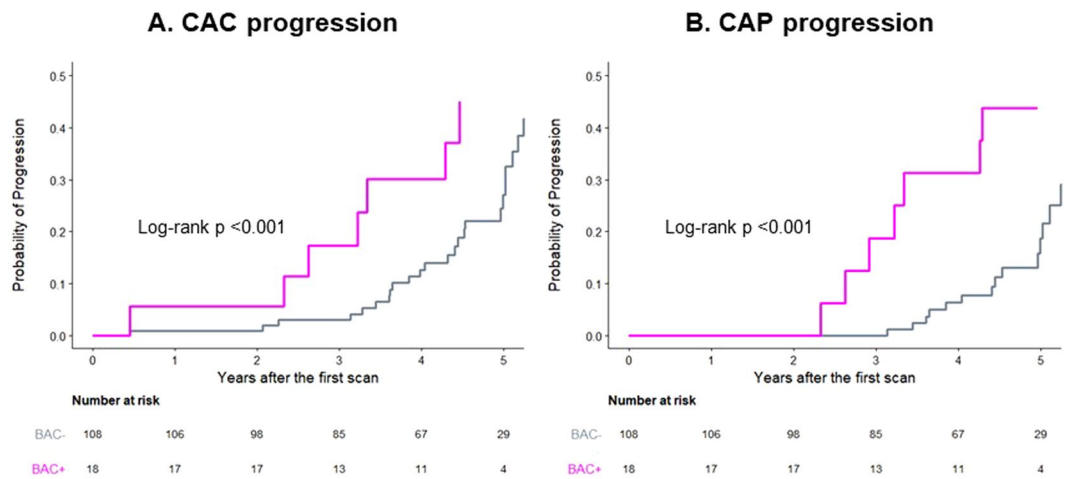 A. CAC progression
Probability of Progression
0.5
0.4
0.3
0.2
0.1
0.0
Log-rank p <0.001
0 1 2 3 4 5
Years after the first scan
Number at risk
BAC- 108 106 98 85 67 29
BAC+ 18 17 17 13 11 4
B. CAP progression
Probability of Progression
0.5
0.4
0.3
0.2
0.1
0.0
Log-rank p <0.001
0 1 2 3 4 5
Years after the first scan
Number at risk
BAC- 108 106 98 85 67 29
BAC+ 18 17 17 13 11 4